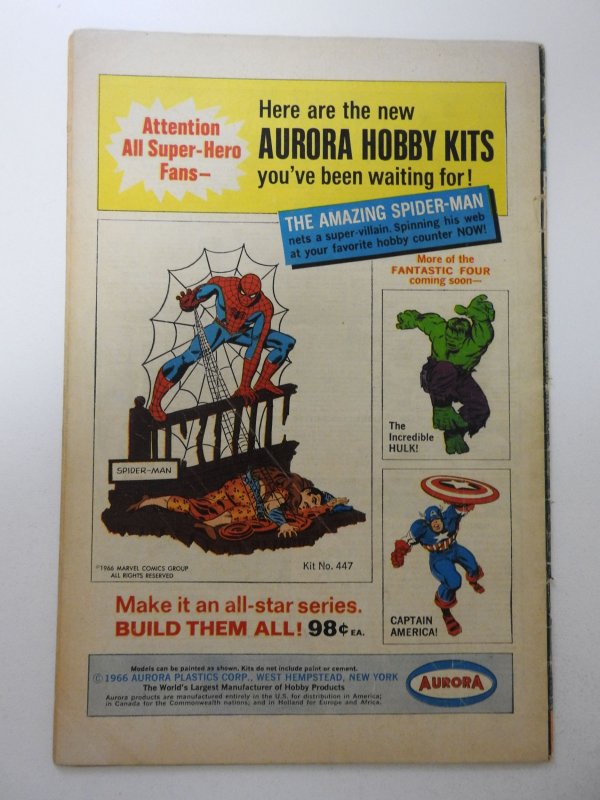 Attention
All Super-Hero
Fans—
Here are the new
AURORA HOBBY KITS
you've been waiting for!
THE AMAZING SPIDER-MAN
nets a super-villain. Spinning his web
at your favorite hobby counter NOW!
More of the
FANTASTIC FOUR
coming soon—
SPIDER-MAN
©1966 MARVEL COMICS GROUP
ALL RIGHTS RESERVED
Kit No. 447
The
Incredible
HULK!
CAPTAIN
AMERICA!
Make it an all-star series.
BUILD THEM ALL! 98¢ EA.
Models can be painted as shown. Kits do not include paint or cement.
© 1966 AURORA PLASTICS CORP., WEST HEMPSTEAD, NEW YORK
The World's Largest Manufacturer of Hobby Products
Aurora products are manufactured entirely in the U.S. for distribution in America;
in Canada for the Commonwealth nations; and in Holland for Europe and Africa.
AURORA